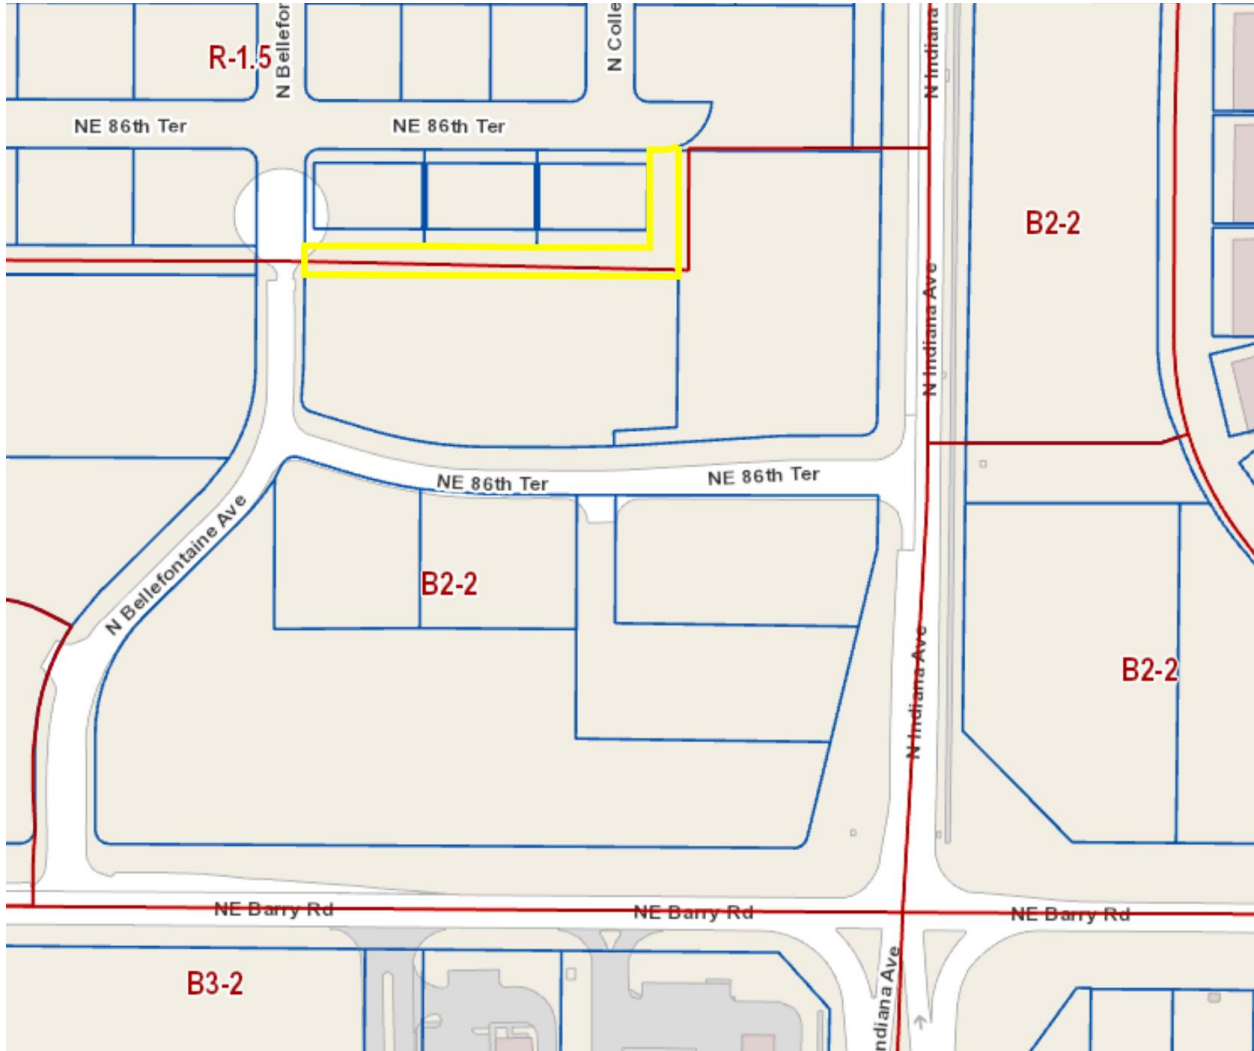 N Bellefon
N Colle
N Indiana
R-1.5
NE 86th Ter
NE 86th Ter
B2-2
N Indiana Ave
NE 86th Ter
NE 86th Ter
N Bellefontaine Ave
B2-2
N Indiana Ave
B2-2
NE Barry Rd
NE Barry Rd
NE Barry Rd
B3-2
ndiana Ave